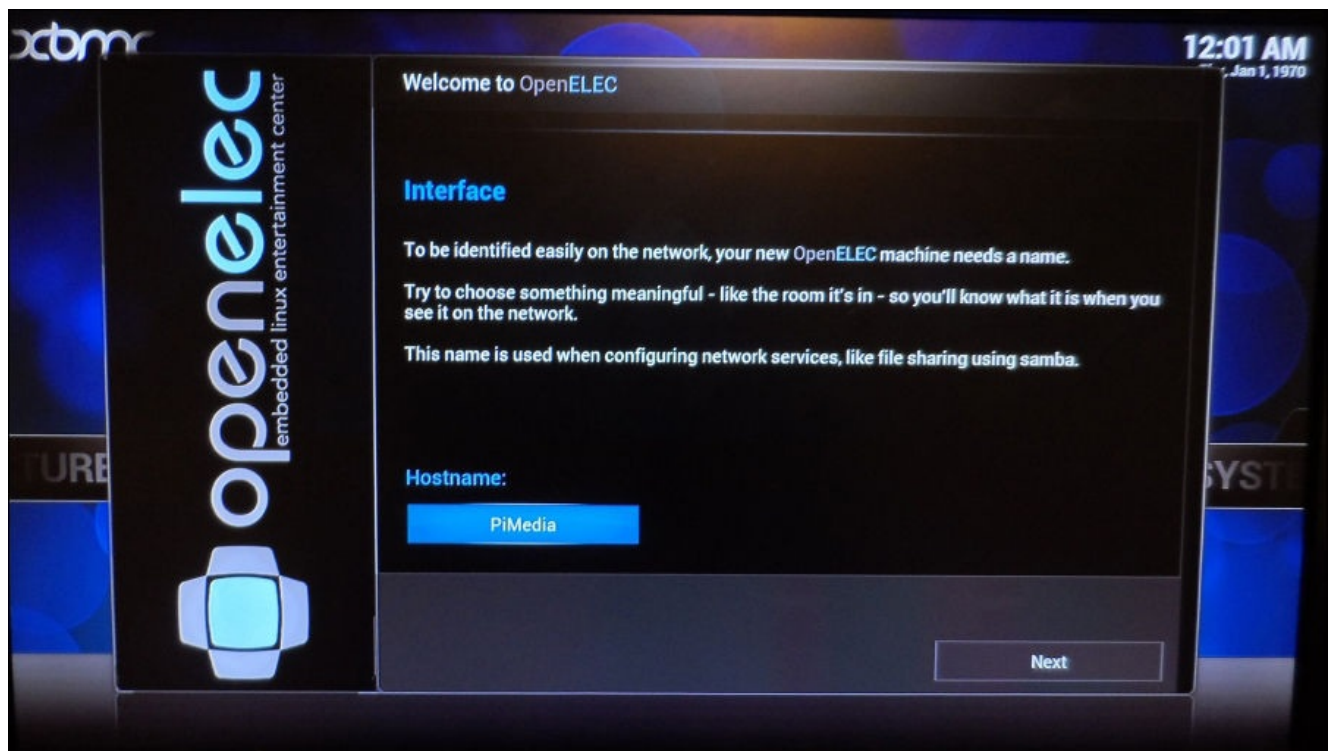 xbmc
12:01 AM
Jan 1, 1970
openelec
embedded linux entertainment center
Welcome to OpenELEC
Interface
To be identified easily on the network, your new OpenELEC machine needs a name.
Try to choose something meaningful - like the room it's in - so you'll know what it is when you
see it on the network.
This name is used when configuring network services, like file sharing using samba.
TURE
SYSTE
Hostname:
PiMedia
Next